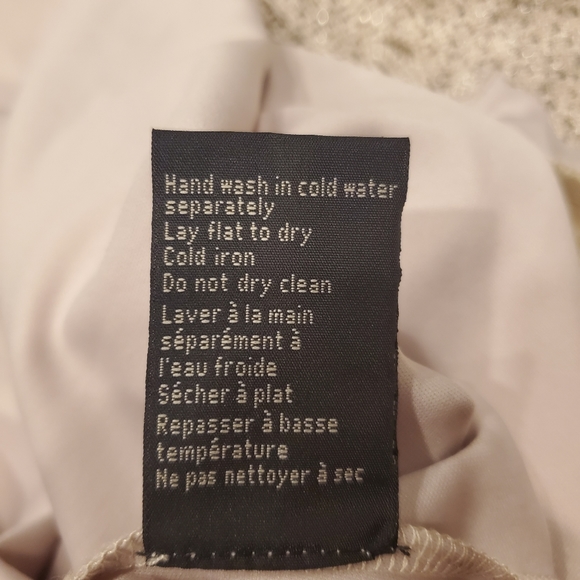 Hand wash in cold water
separately
Lay flat to dry
Cold iron
Do not dry clean
Laver à la main
séparément à
l'eau froide
Sécher à plat
Repasser à basse
température
Ne pas nettoyer à sec